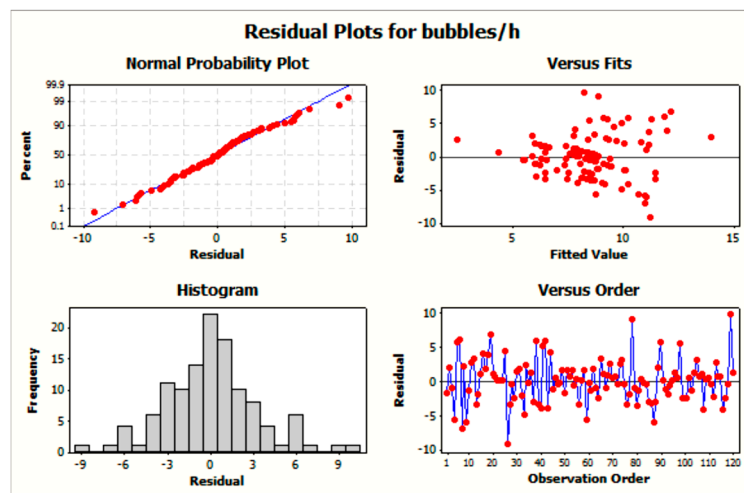 Residual Plots for bubbles/h
Normal Probability Plot
99.9
99
90
50
10
1
0.1
Percent
-10 -5 0 5 10
Residual
Versus Fits
10
5
0
-5
-10
Residual
5 10 15
Fitted Value
Histogram
20
15
10
5
0
Frequency
-9 -6 -3 0 3 6 9
Residual
Versus Order
10
5
0
-5
-10
Residual
1 10 20 30 40 50 60 70 80 90 100 110 120
Observation Order